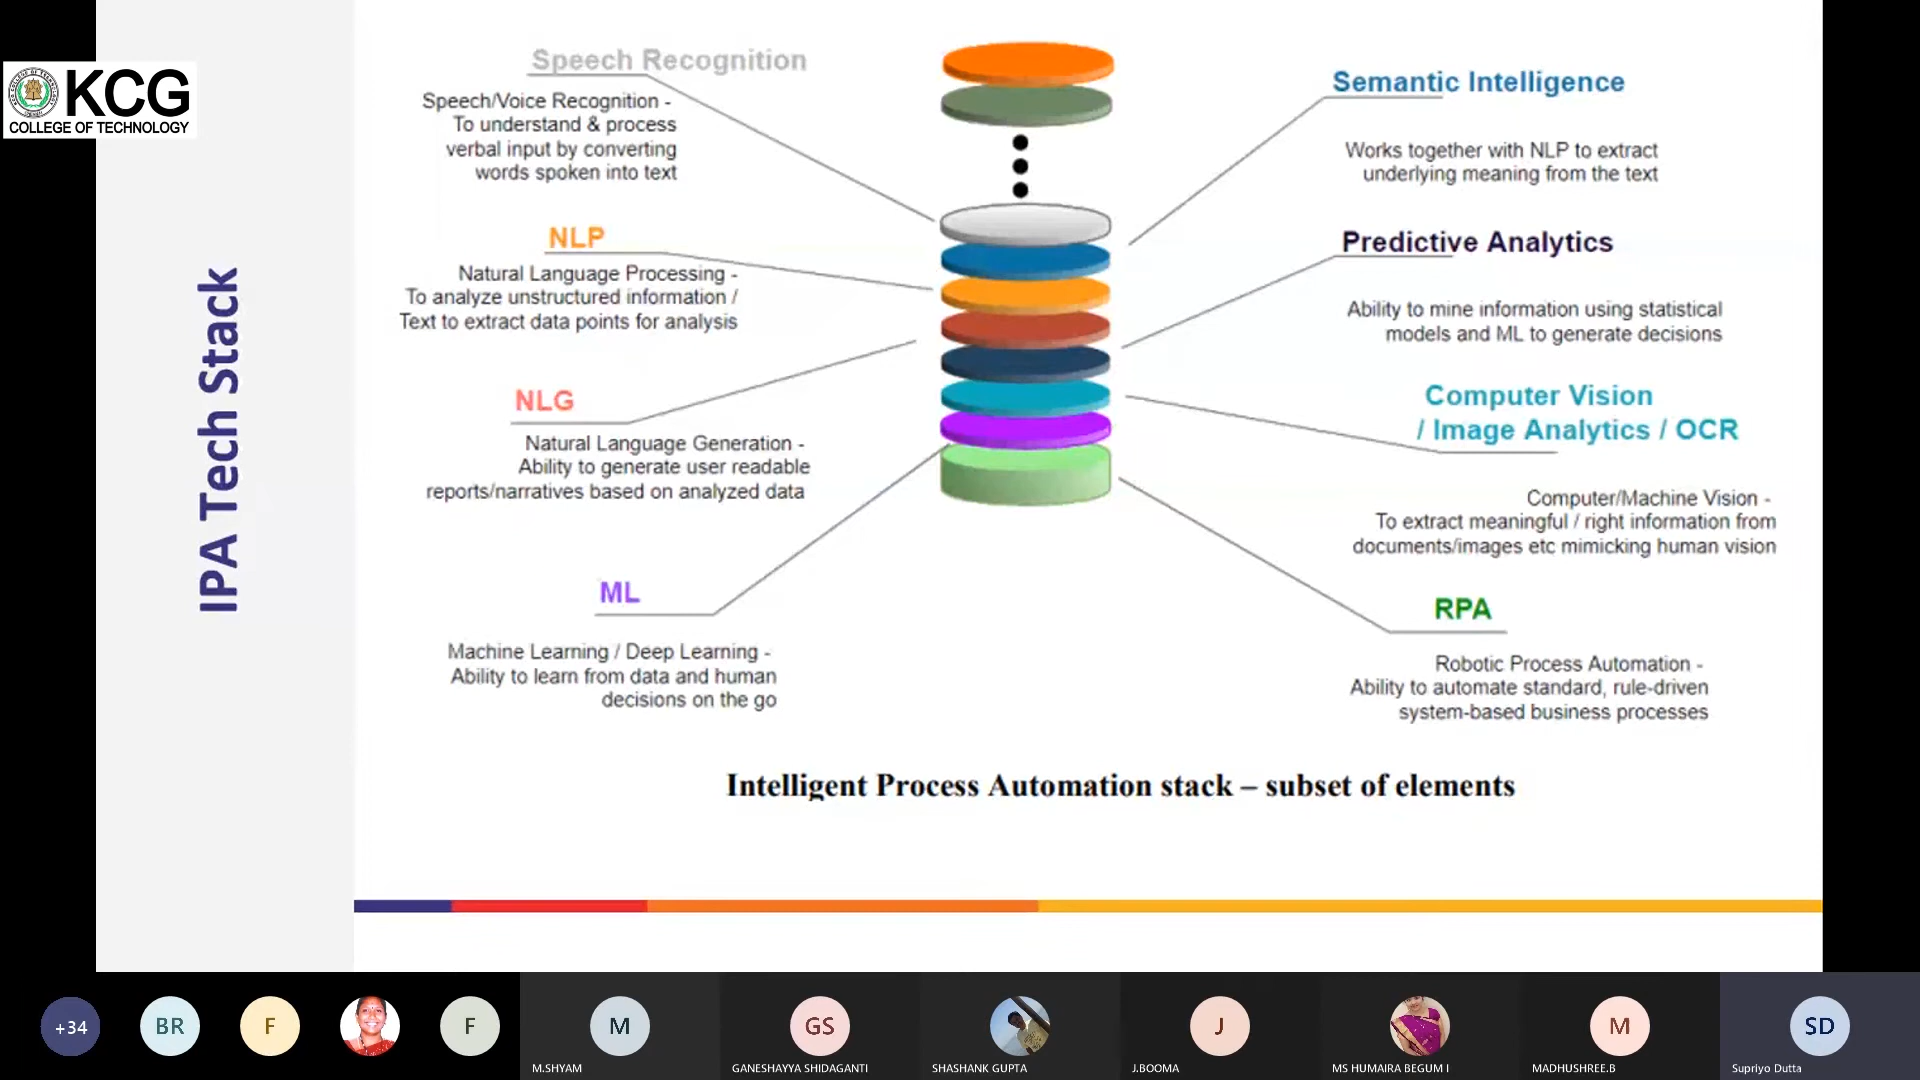 KCG
COLLEGE OF TECHNOLOGY
IPA Tech Stack
Speech Recognition
Speech/Voice Recognition -
To understand & process
verbal input by converting
words spoken into text
NLP
Natural Language Processing -
To analyze unstructured information /
Text to extract data points for analysis
NLG
Natural Language Generation -
Ability to generate user readable
reports/narratives based on analyzed data
ML
Machine Learning / Deep Learning -
Ability to learn from data and human
decisions on the go
Semantic Intelligence
Works together with NLP to extract
underlying meaning from the text
Predictive Analytics
Ability to mine information using statistical
models and ML to generate decisions
Computer Vision
/ Image Analytics / OCR
Computer/Machine Vision -
To extract meaningful / right information from
documents/images etc mimicking human vision
RPA
Robotic Process Automation -
Ability to automate standard, rule-driven
system-based business processes
Intelligent Process Automation stack – subset of elements
+34
BR
F
F
M
M.SHYAM
GS
GANESHAYYA SHIDAGANTI
SHASHANK GUPTA
J
J.BOOMA
MS HUMAIRA BEGUM I
M
MADHUSHREE.B
SD
Supriyo Dutta